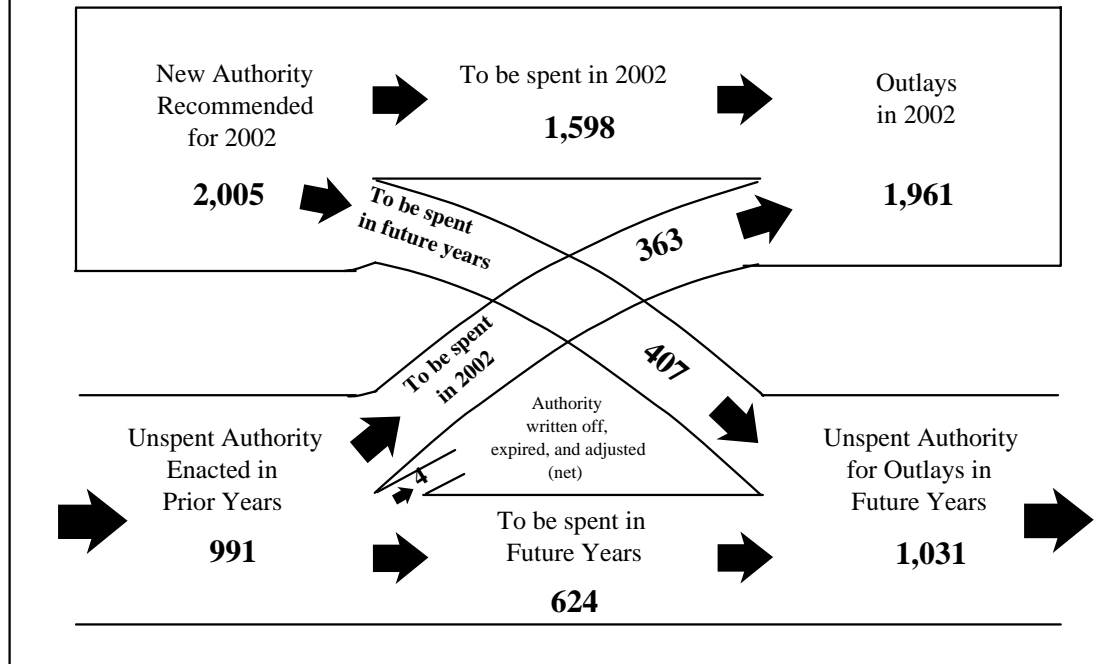 New Authority
Recommended
for 2002
2,005
To be spent in 2002
1,598
Outlays
in 2002
1,961
To be spent
in future years
363
To be spent
in 2002
407
Authority
written off,
expired, and adjusted
(net)
4
Unspent Authority
Enacted in
Prior Years
991
To be spent in
Future Years
624
Unspent Authority
for Outlays in
Future Years
1,031